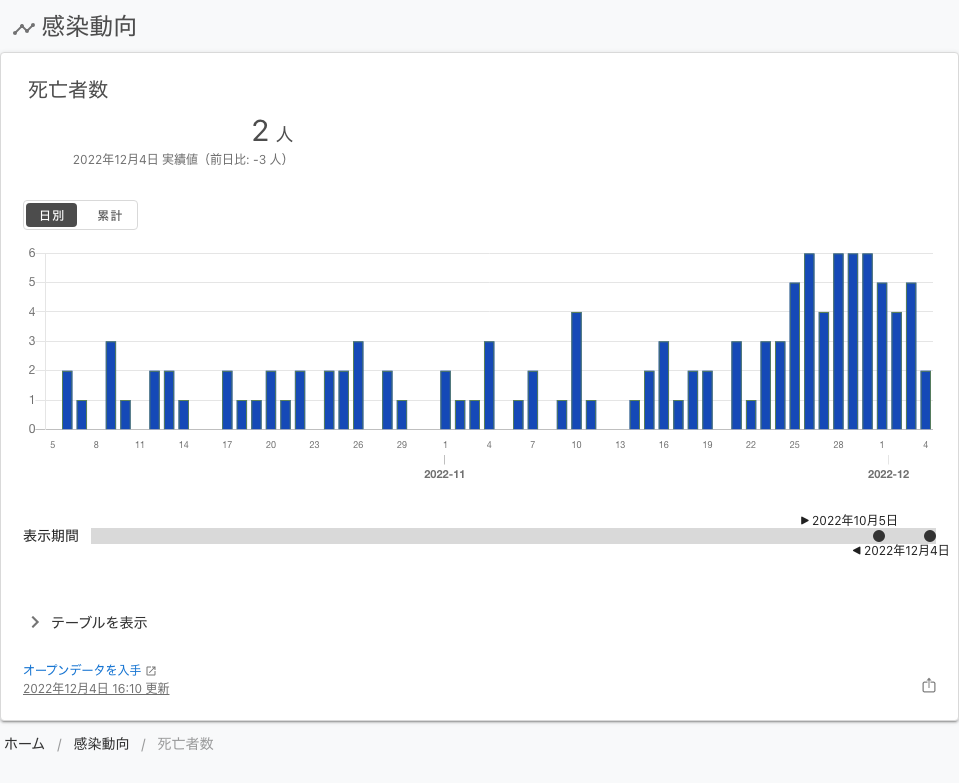 感染動向
死亡者数
2 人
2022年12月4日 実績値（前日比: -3 人）
日別 累計
6
5
4
3
2
1
0
5 8 11 14 17 20 23 26 29 1 4 7 10 13 16 19 22 25 28 1 4
2022-11 2022-12
▶ 2022年10月5日
表示期間
◀ 2022年12月4日
テーブルを表示
オープンデータを入手
2022年12月4日 16:10 更新
ホーム / 感染動向 / 死亡者数